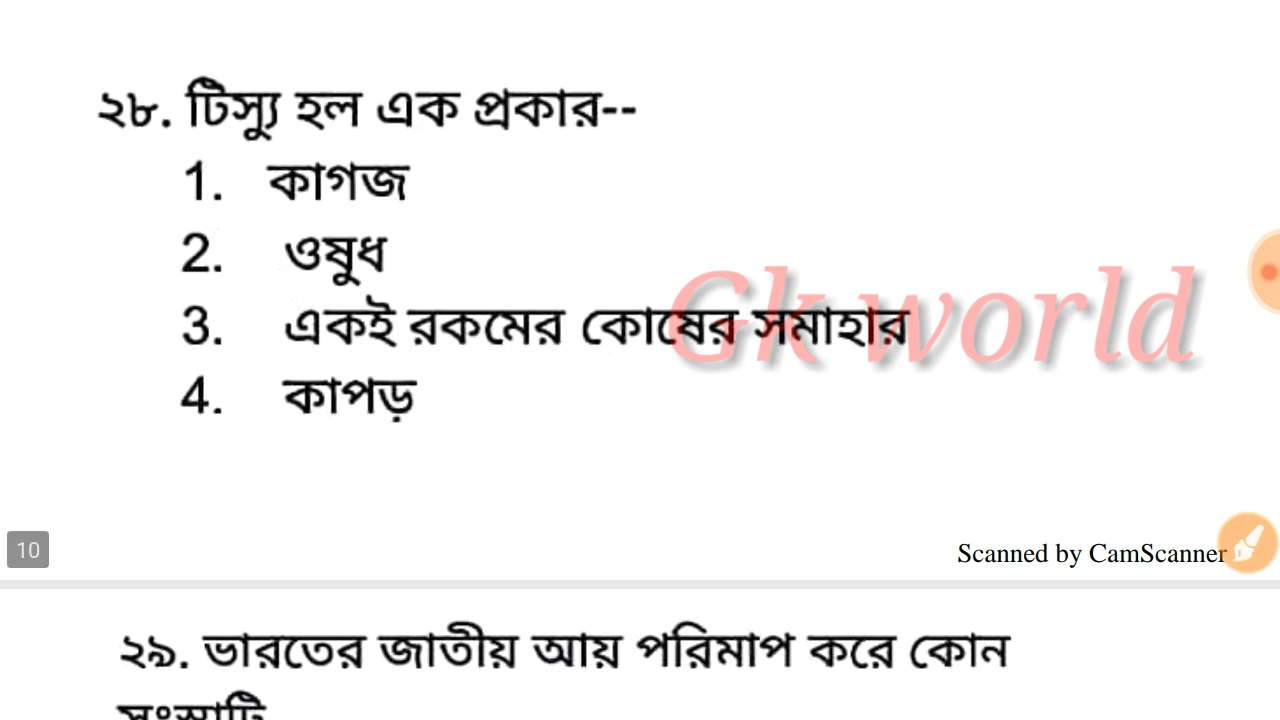 ২৮. টিস্যু হল এক প্রকার--
1. কাগজ
2. ওষুধ
3. একই রকমের কোষের সমাহার
4. কাপড়
Gk world
10
Scanned by CamScanner
২৯. ভারতের জাতীয় আয় পরিমাপ করে কোন